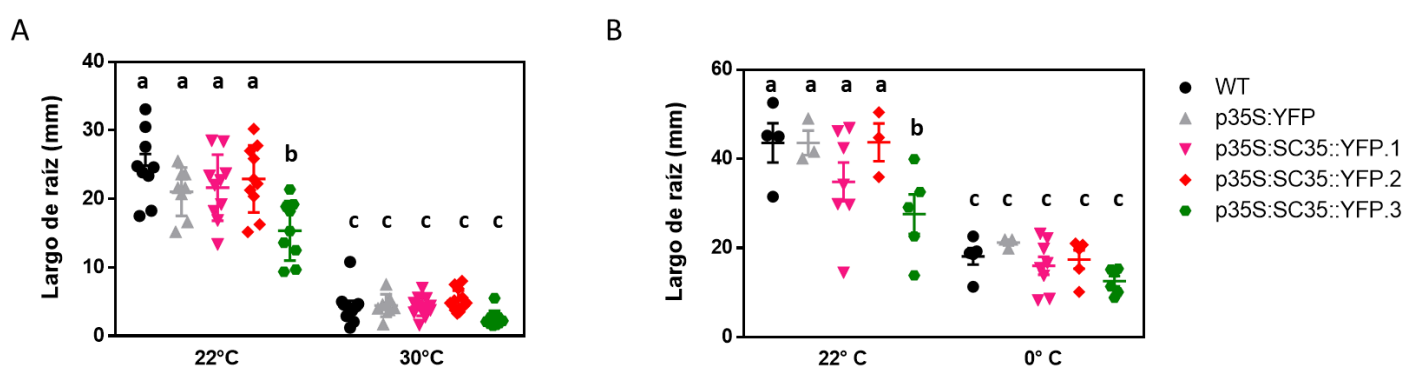 A
Largo de raíz (mm)
40
30
20
10
0
a a a a b
c c c c c
22°C 30°C
B
Largo de raíz (mm)
60
40
20
0
a a a a b
c c c c c
22° C 0° C
WT
p35S:YFP
p35S:SC35::YFP.1
p35S:SC35::YFP.2
p35S:SC35::YFP.3